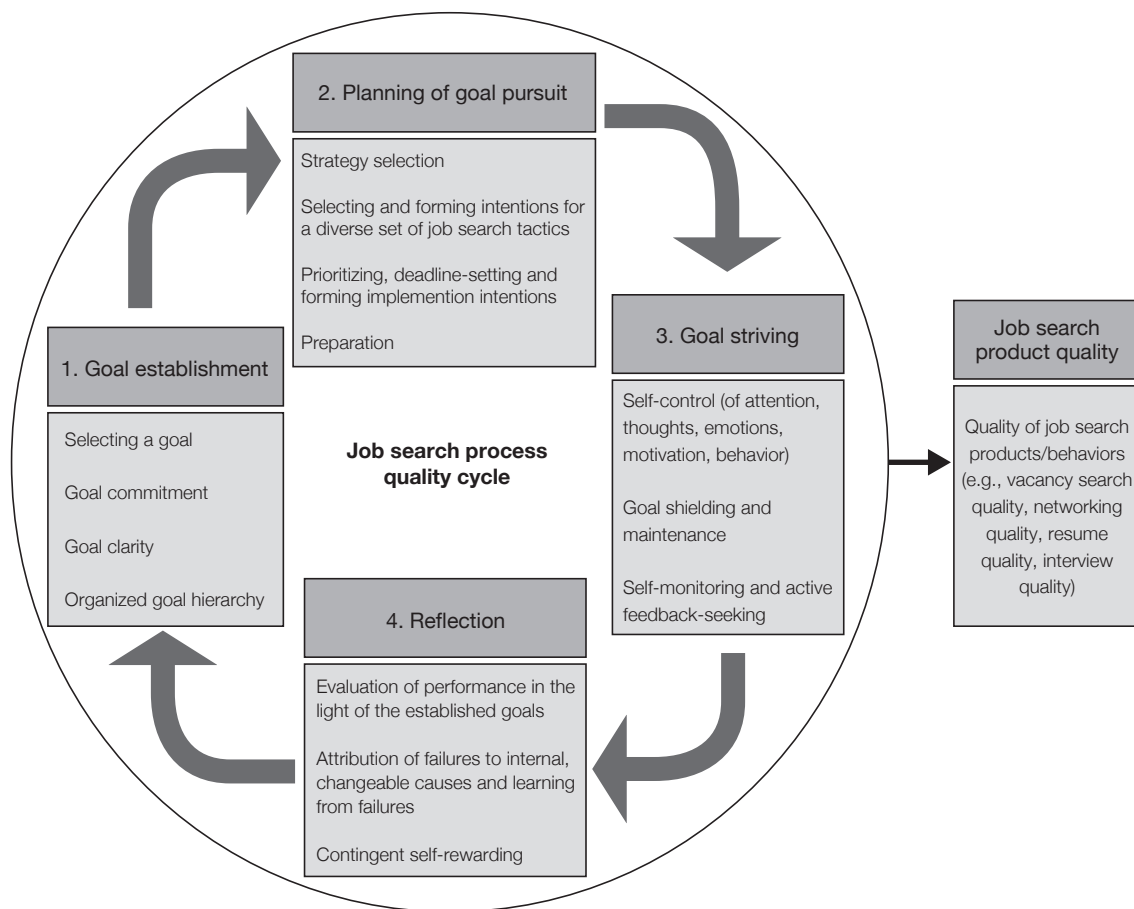 2. Planning of goal pursuit
Strategy selection
Selecting and forming intentions for
a diverse set of job search tactics
Prioritizing, deadline-setting and
forming implemention intentions
Preparation
1. Goal establishment
Selecting a goal
Goal commitment
Goal clarity
Organized goal hierarchy
Job search process
quality cycle
3. Goal striving
Self-control (of attention,
thoughts, emotions,
motivation, behavior)
Goal shielding and
maintenance
Self-monitoring and active
feedback-seeking
4. Reflection
Evaluation of performance in the
light of the established goals
Attribution of failures to internal,
changeable causes and learning
from failures
Contingent self-rewarding
Job search
product quality
Quality of job search
products/behaviors
(e.g., vacancy search
quality, networking
quality, resume
quality, interview
quality)